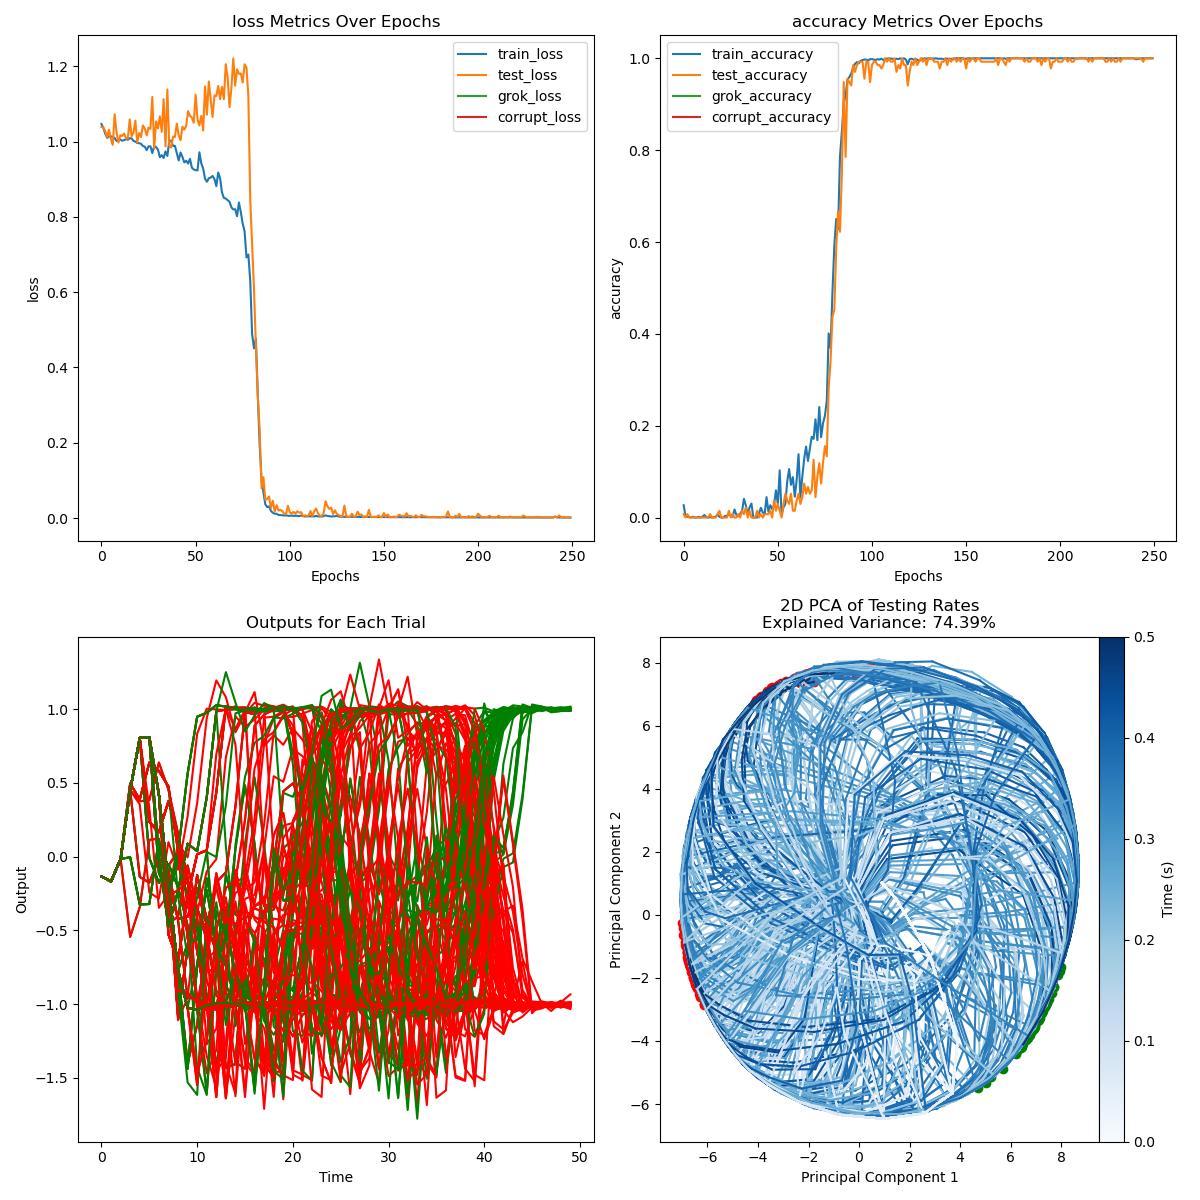 loss Metrics Over Epochs
train_loss
test_loss
grok_loss
corrupt_loss
loss
1.2
1.0
0.8
0.6
0.4
0.2
0.0
0 50 100 150 200 250
Epochs
accuracy Metrics Over Epochs
train_accuracy
test_accuracy
grok_accuracy
corrupt_accuracy
accuracy
1.0
0.8
0.6
0.4
0.2
0.0
0 50 100 150 200 250
Epochs
Outputs for Each Trial
Output
1.0
0.5
0.0
−0.5
−1.0
−1.5
0 10 20 30 40 50
Time
2D PCA of Testing Rates
Explained Variance: 74.39%
Principal Component 2
8
6
4
2
0
−2
−4
−6
−6 −4 −2 0 2 4 6 8
Principal Component 1
0.5
0.4
0.3
0.2
0.1
0.0
Time (s)